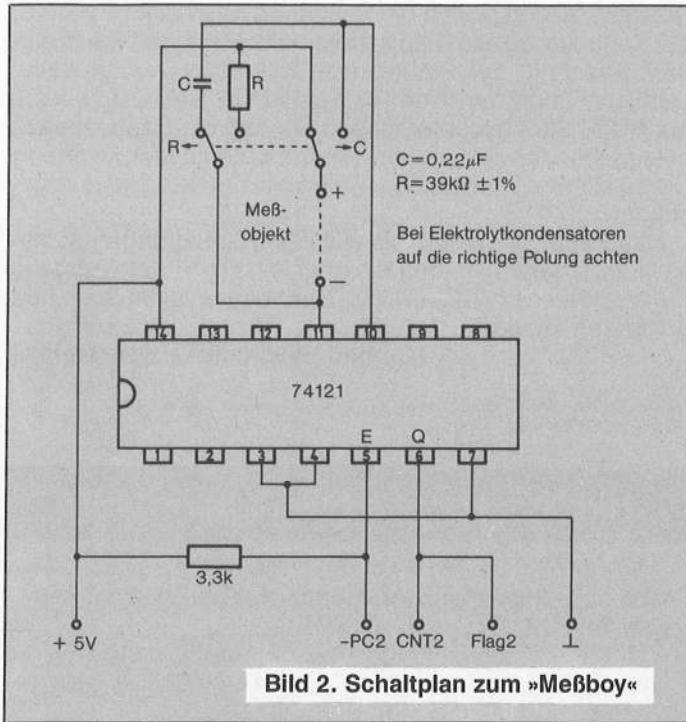 C
R
R
C
C=0,22µF
R=39kΩ ±1%
+
Meß-
objekt
Bei Elektrolytkondensatoren
auf die richtige Polung achten
−
14 13 12 11 10 9 8
74121
E Q
1 2 3 4 5 6 7
3,3k
+ 5V
-PC2 CNT2 Flag2 ⊥
Bild 2. Schaltplan zum »Meßboy«